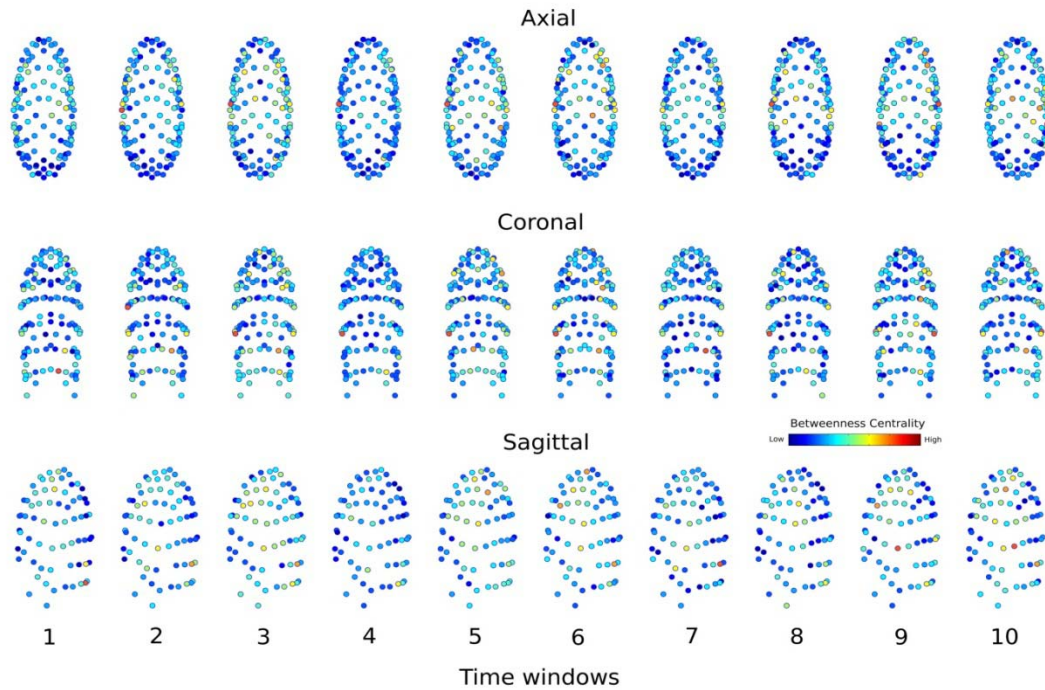 Axial
Coronal
Betweenness Centrality
Low High
Sagittal
1 2 3 4 5 6 7 8 9 10
Time windows